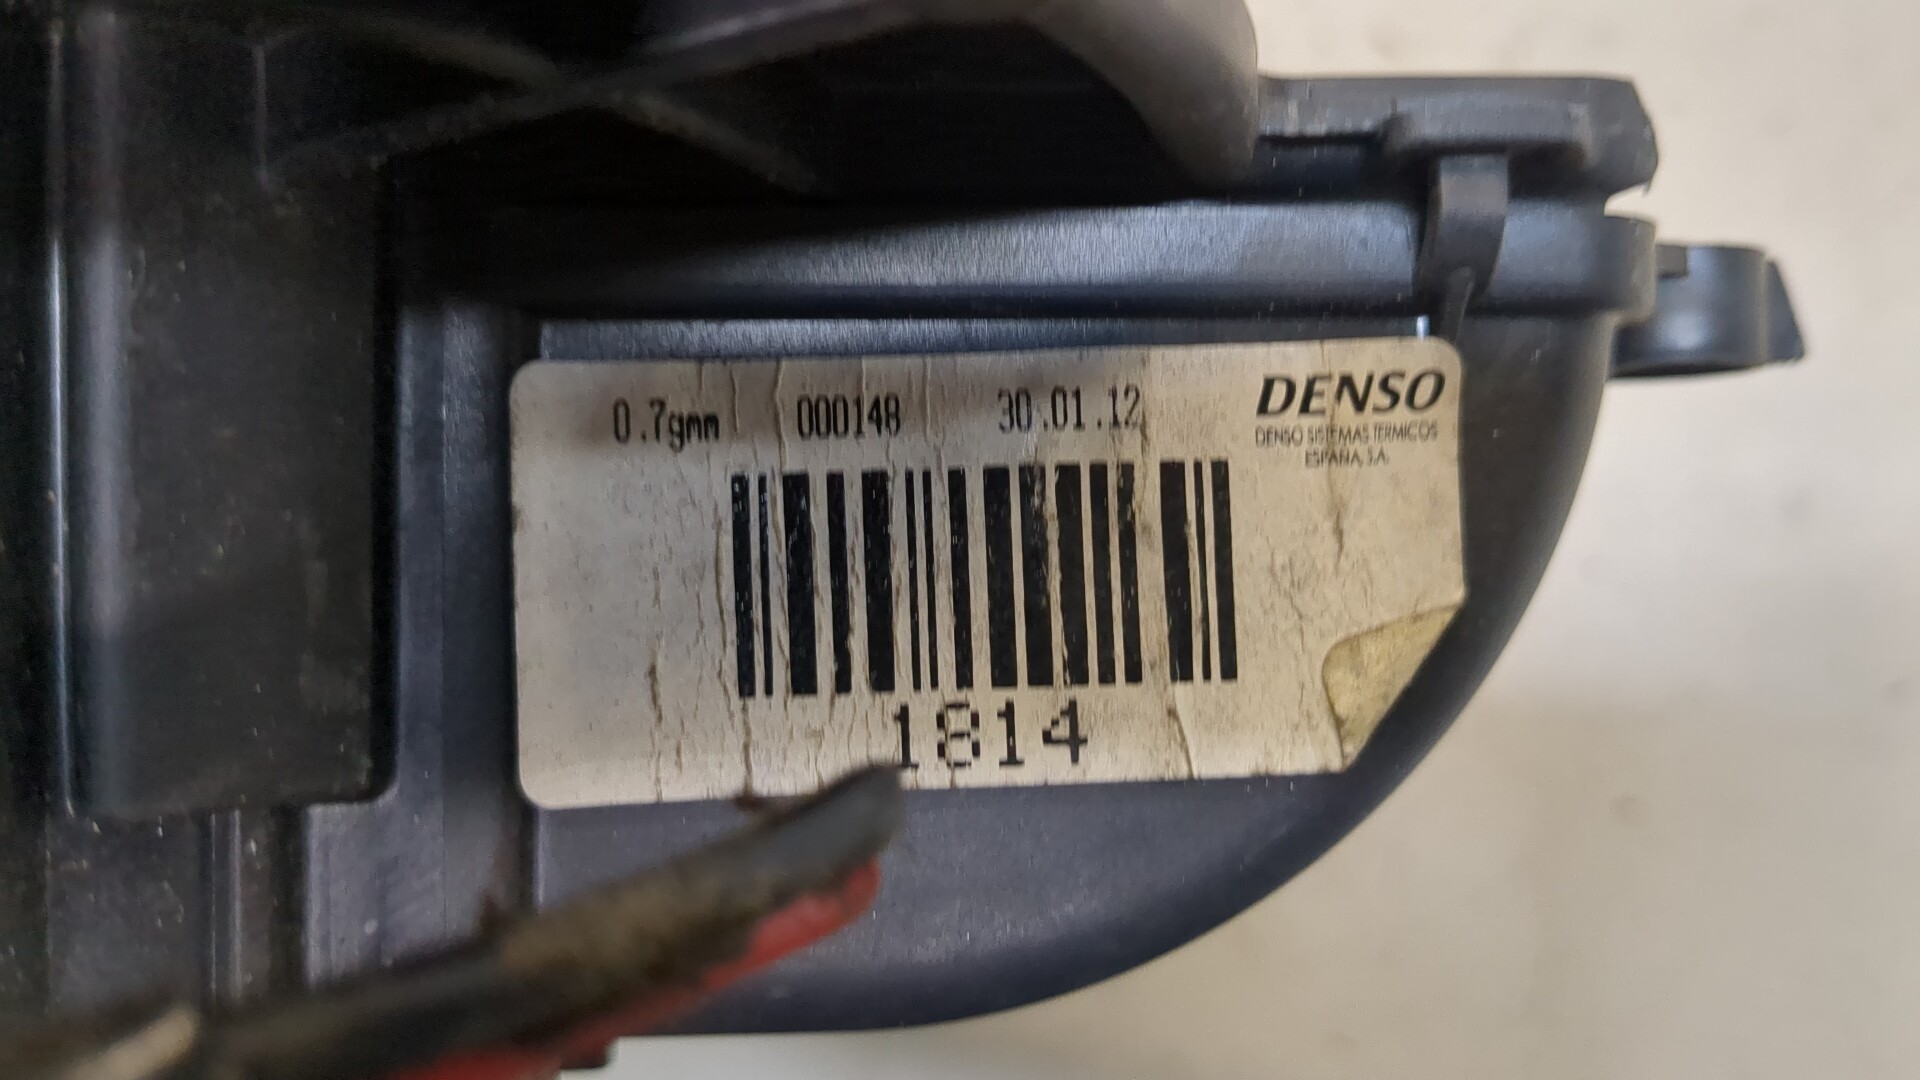 0.7gmm 000148 30.01.12
DENSO
DENSO SISTEMAS TERMICOS
ESPAÑA, S.A.
1814